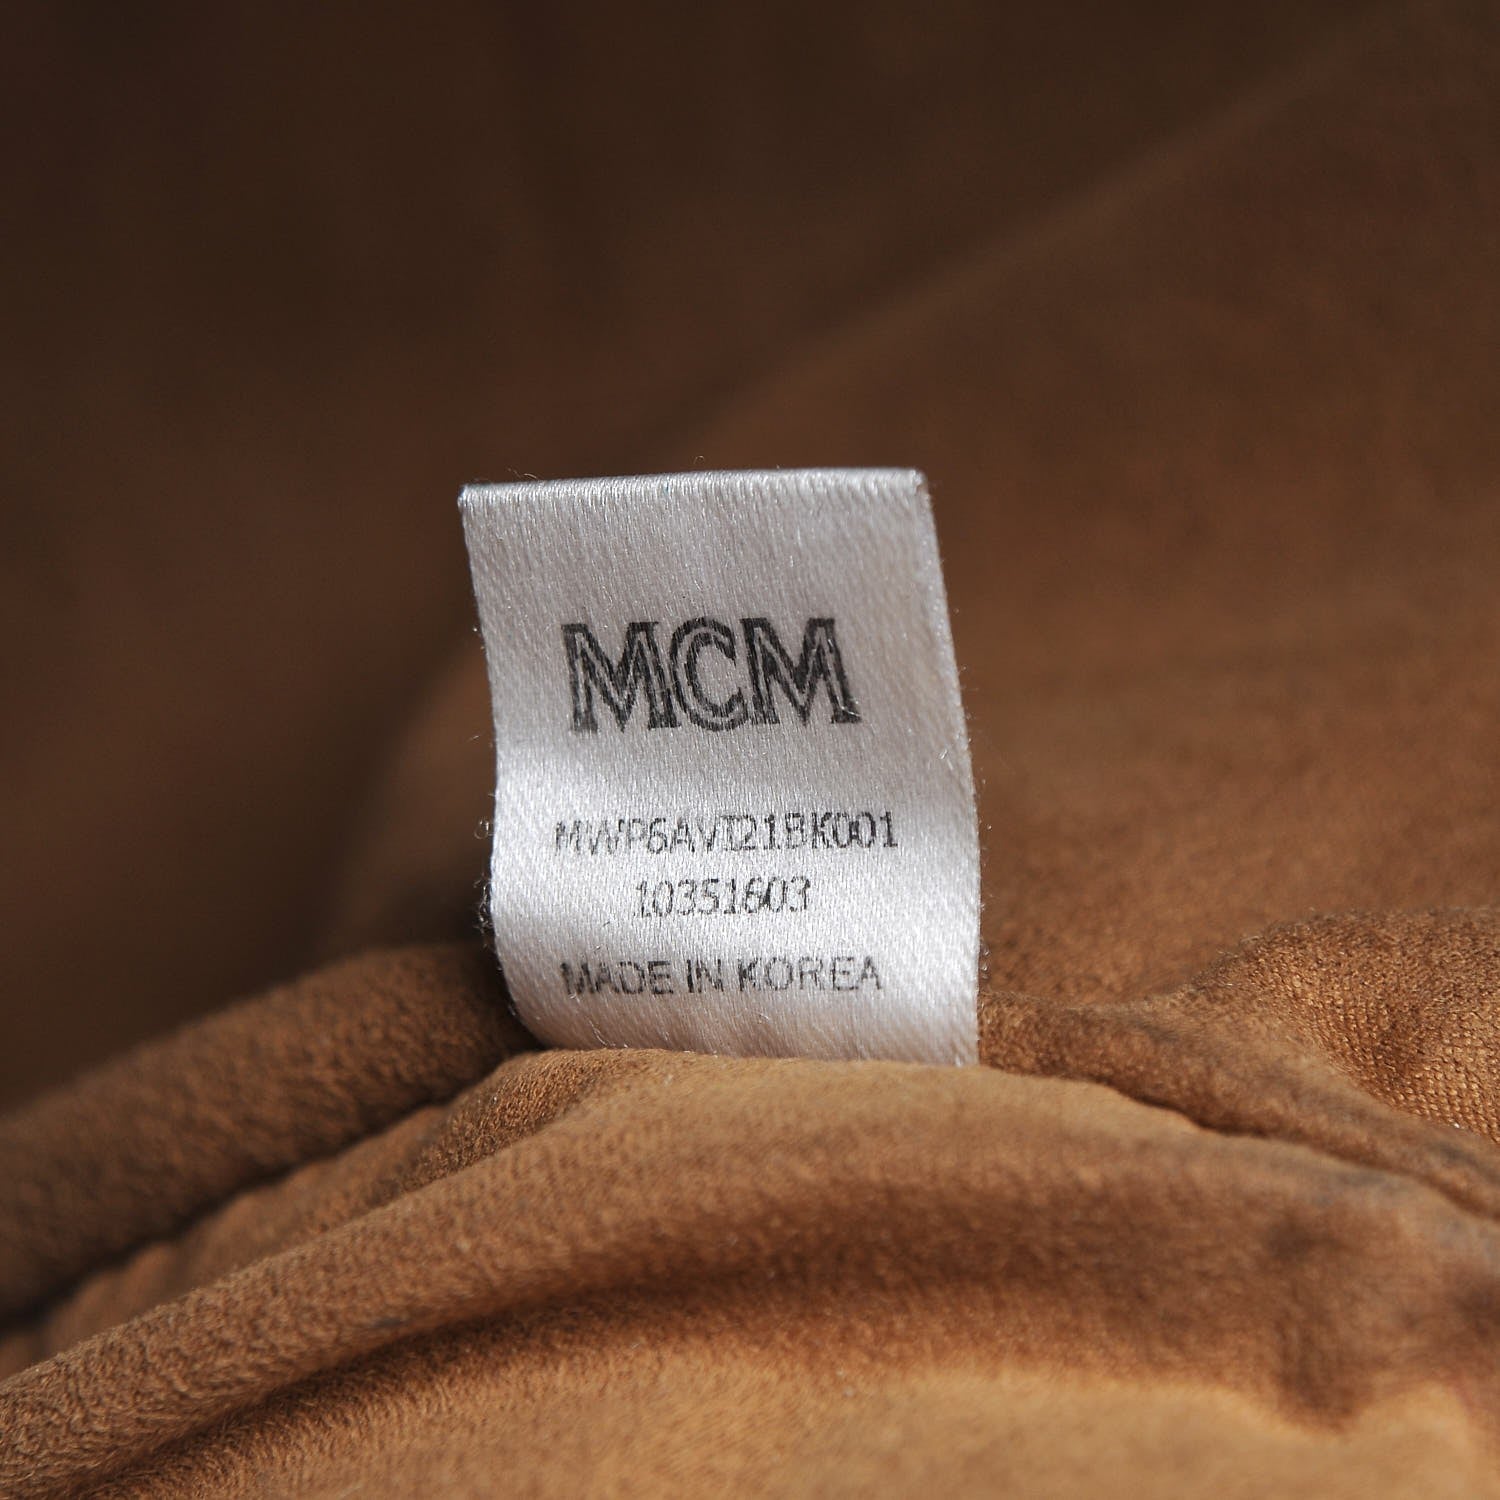 MCM
MWP6AVI21BK001
10351603
MADE IN KOREA